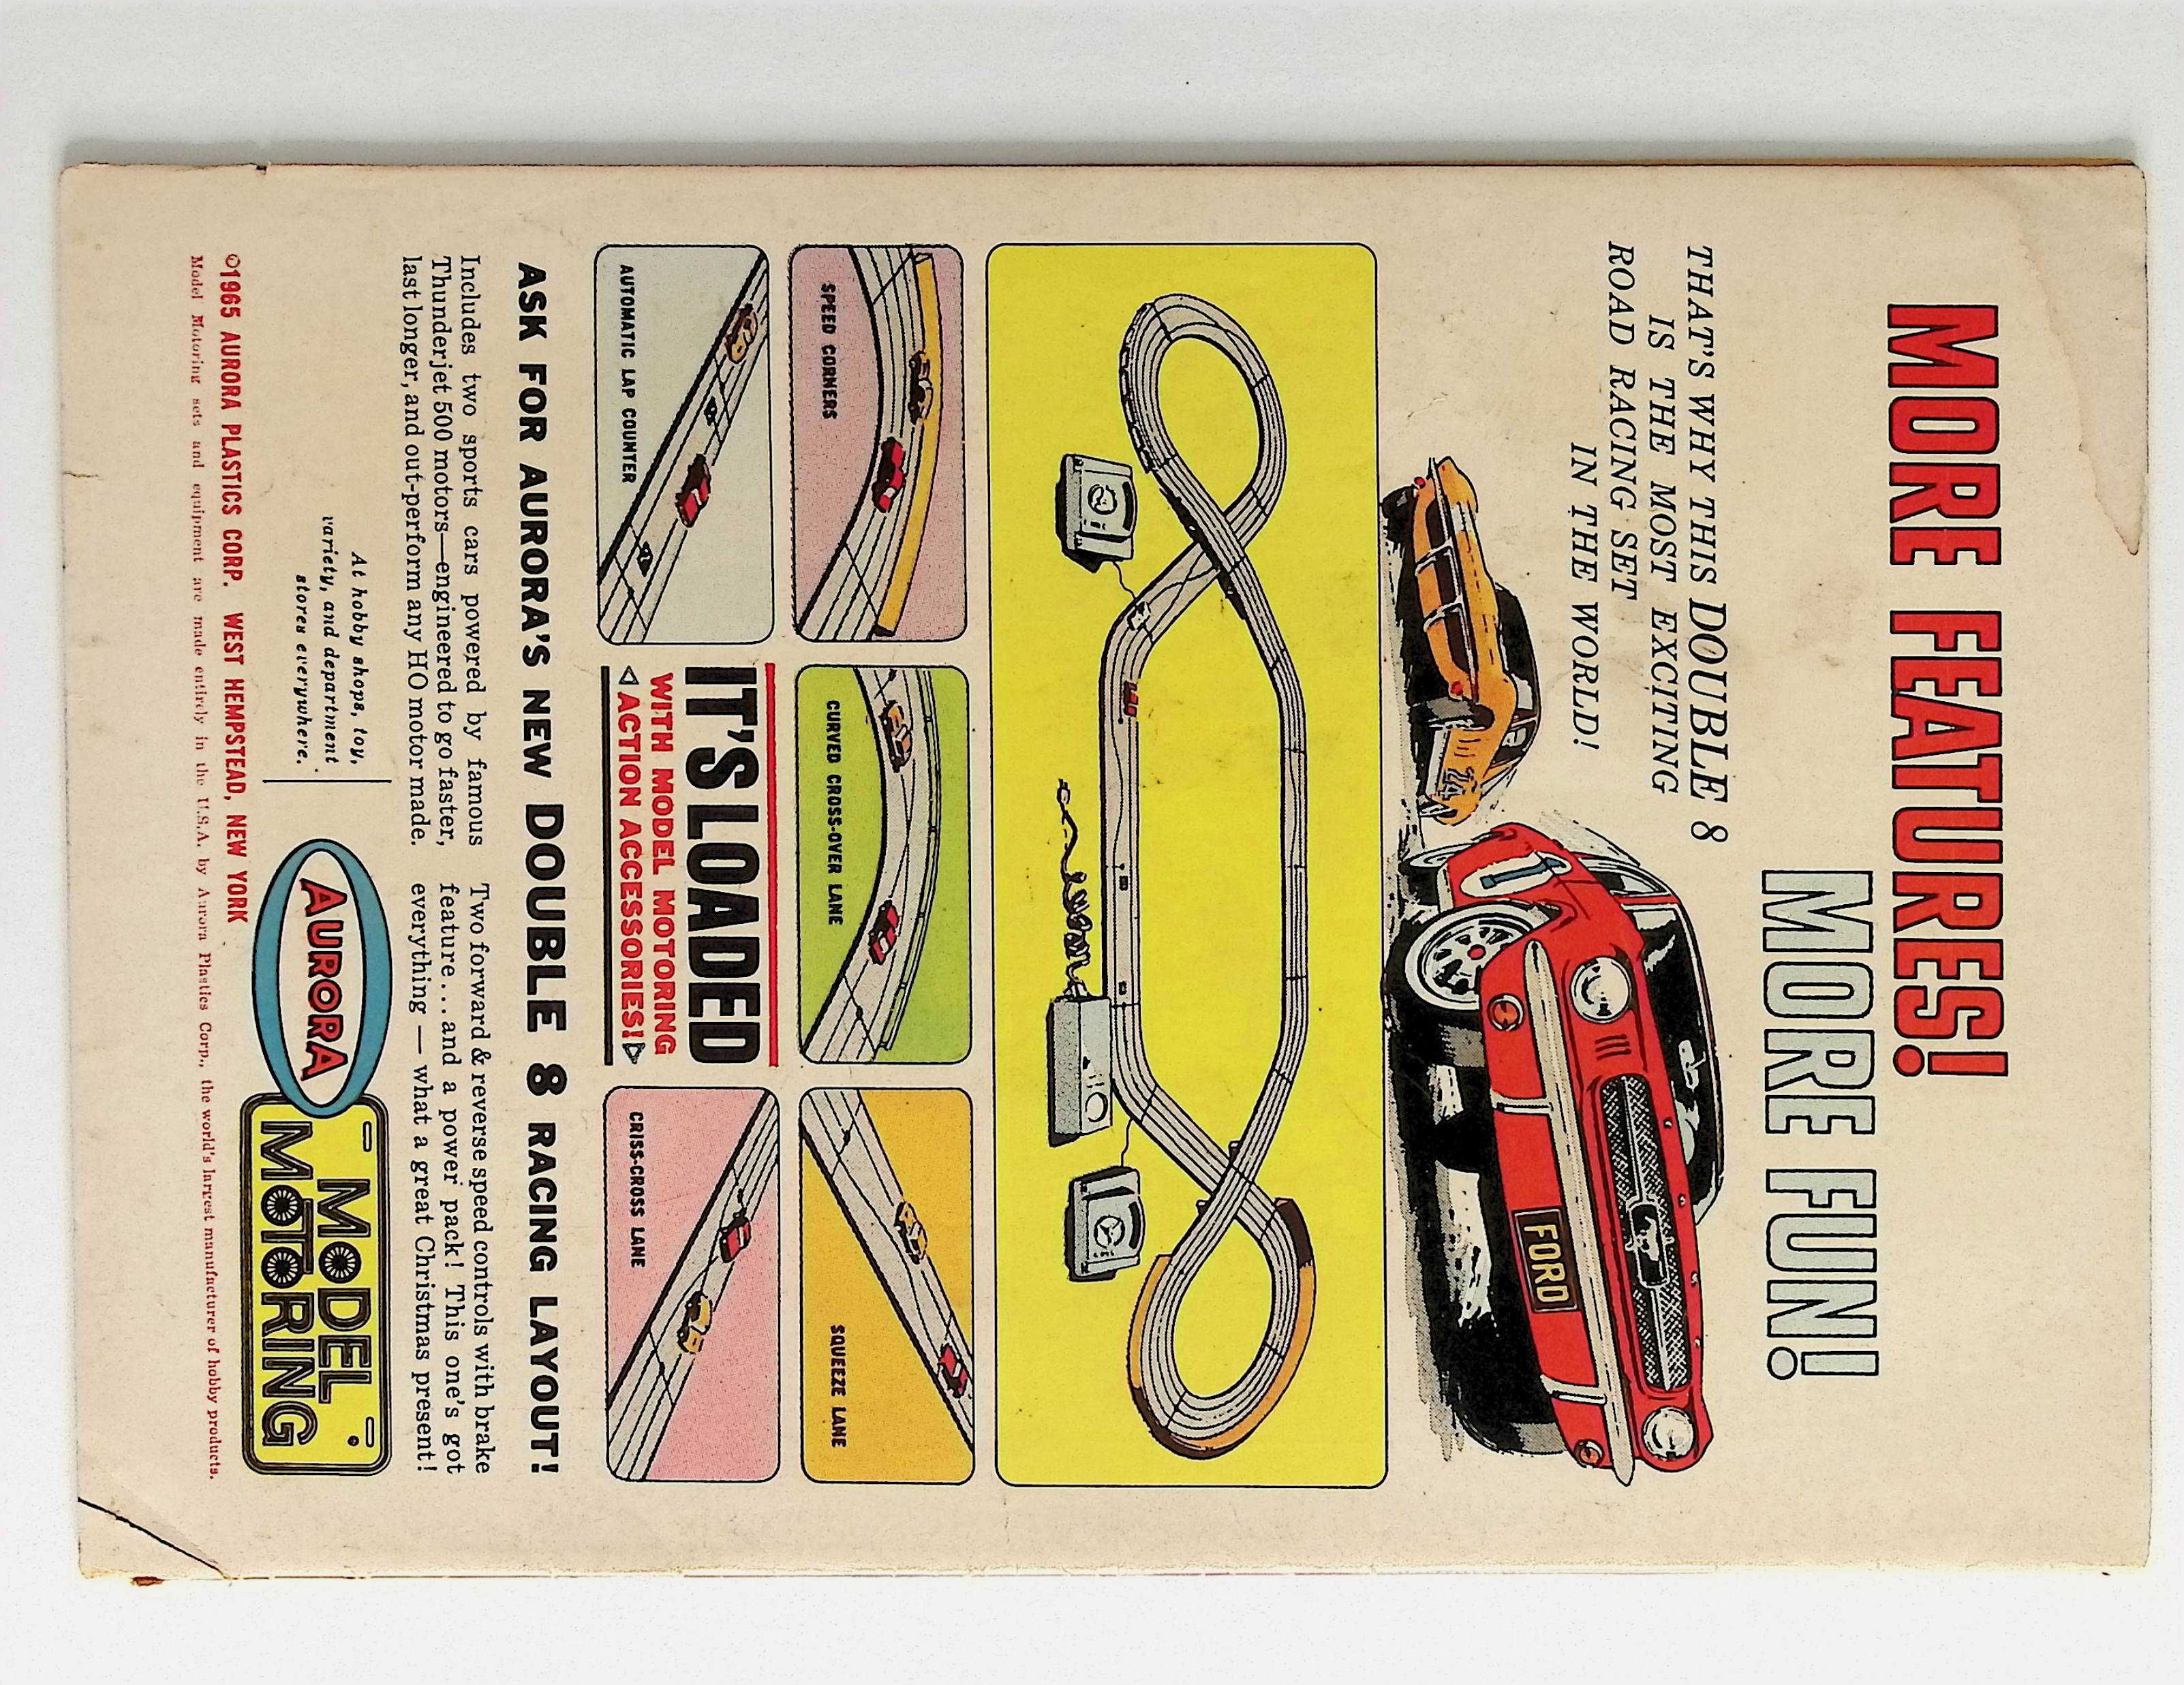 MORE FEATURES!
MORE FUN!
THAT'S WHY THIS DOUBLE 8
IS THE MOST EXCITING
ROAD RACING SET
IN THE WORLD!
74
1
FORD
SPEED CORNERS
CURVED CROSS-OVER LANE
SQUEEZE LANE
AUTOMATIC LAP COUNTER
IT'S LOADED
WITH MODEL MOTORING
ACTION ACCESSORIES!
CRISS-CROSS LANE
ASK FOR AURORA'S NEW DOUBLE 8 RACING LAYOUT!
Includes two sports cars powered by famous
Thunderjet 500 motors—engineered to go faster,
last longer, and out-perform any HO motor made.
Two forward & reverse speed controls with brake
feature...and a power pack! This one's got
everything — what a great Christmas present!
At hobby shops, toy,
variety, and department
stores everywhere.
AURORA
MODEL
MOTORING
©1965 AURORA PLASTICS CORP. WEST HEMPSTEAD, NEW YORK
Model Motoring sets and equipment are made entirely in the U.S.A. by Aurora Plastics Corp., the world's largest manufacturer of hobby products.